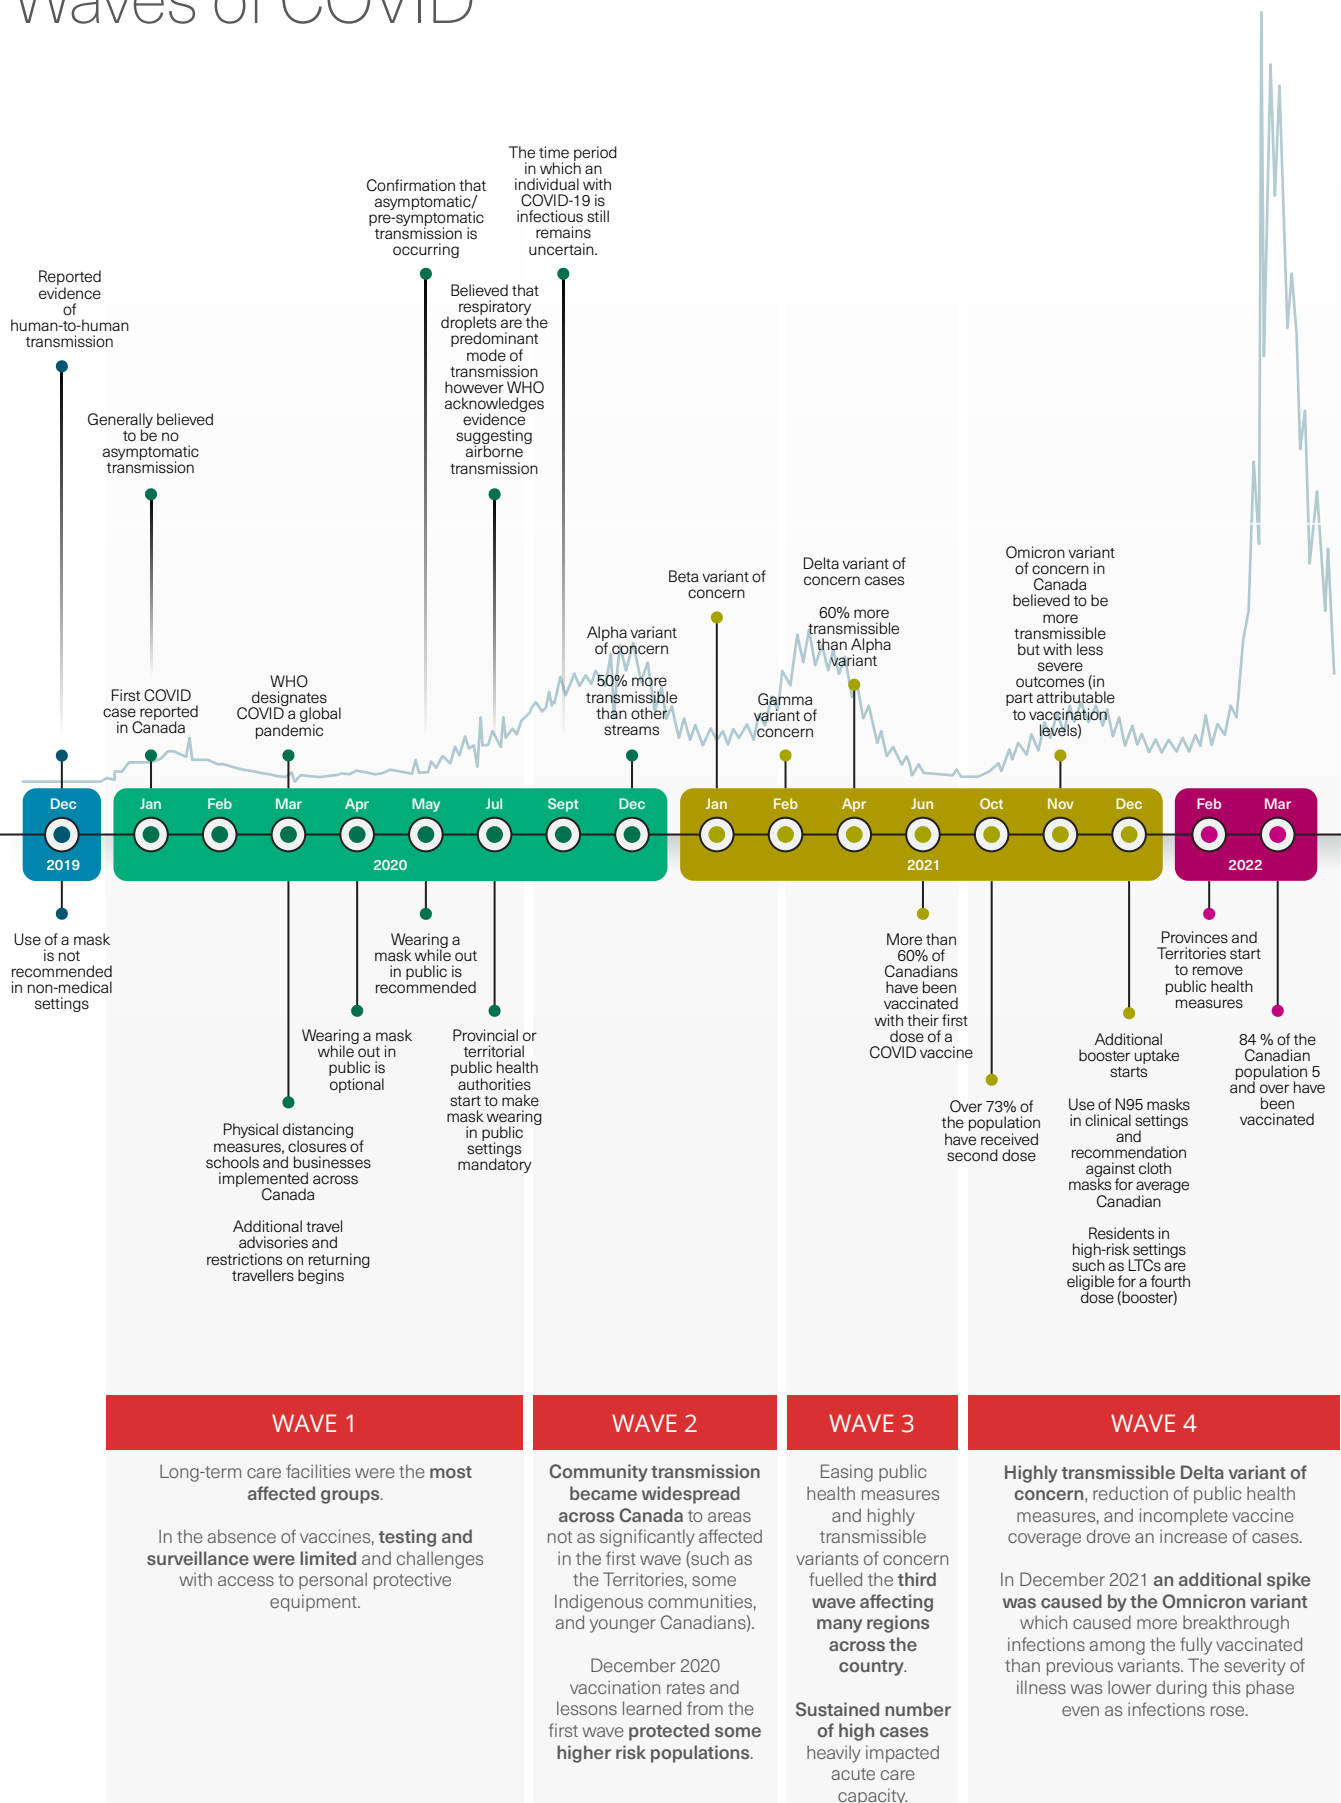 Waves of COVID
Reported
evidence
of
human-to-human
transmission
Generally believed
to be no
asymptomatic
transmission
Confirmation that
asymptomatic/
pre-symptomatic
transmission is
occurring
The time period
in which an
individual with
COVID-19 is
infectious still
remains
uncertain.
Believed that
respiratory
droplets are the
predominant
mode of
transmission
however WHO
acknowledges
evidence
suggesting
airborne
transmission
First COVID
case reported
in Canada
WHO
designates
COVID a global
pandemic
Alpha variant
of concern
50% more
transmissible
than other
streams
Beta variant of
concern
Gamma
variant of
concern
Delta variant of
concern cases
60% more
transmissible
than Alpha
variant
Omicron variant
of concern in
Canada
believed to be
more
transmissible
but with less
severe
outcomes (in
part attributable
to vaccination
levels)
Dec
Jan
Feb
Mar
Apr
May
Jul
Sept
Dec
Jan
Feb
Apr
Jun
Oct
Nov
Dec
Feb
Mar
2019
2020
2021
2022
Use of a mask
is not
recommended
in non-medical
settings
Physical distancing
measures, closures of
schools and businesses
implemented across
Canada
Additional travel
advisories and
restrictions on returning
travellers begins
Wearing a mask
while out in
public is
optional
Wearing a
mask while out
in public is
recommended
Provincial or
territorial
public health
authorities
start to make
mask wearing
in public
settings
mandatory
More than
60% of
Canadians
have been
vaccinated
with their first
dose of a
COVID vaccine
Over 73% of
the population
have received
second dose
Additional
booster uptake
starts
Use of N95 masks
in clinical settings
and
recommendation
against cloth
masks for average
Canadian
Residents in
high-risk settings
such as LTCs are
eligible for a fourth
dose (booster)
Provinces and
Territories start
to remove
public health
measures
84 % of the
Canadian
population 5
and over have
been
vaccinated
WAVE 1
Long-term care facilities were the most
affected groups.
In the absence of vaccines, testing and
surveillance were limited and challenges
with access to personal protective
equipment.
WAVE 2
Community transmission
became widespread
across Canada to areas
not as significantly affected
in the first wave (such as
the Territories, some
Indigenous communities,
and younger Canadians).
December 2020
vaccination rates and
lessons learned from the
first wave protected some
higher risk populations.
WAVE 3
Easing public
health measures
and highly
transmissible
variants of concern
fuelled the third
wave affecting
many regions
across the
country.
Sustained number
of high cases
heavily impacted
acute care
capacity.
WAVE 4
Highly transmissible Delta variant of
concern, reduction of public health
measures, and incomplete vaccine
coverage drove an increase of cases.
In December 2021 an additional spike
was caused by the Omnicron variant
which caused more breakthrough
infections among the fully vaccinated
than previous variants. The severity of
illness was lower during this phase
even as infections rose.